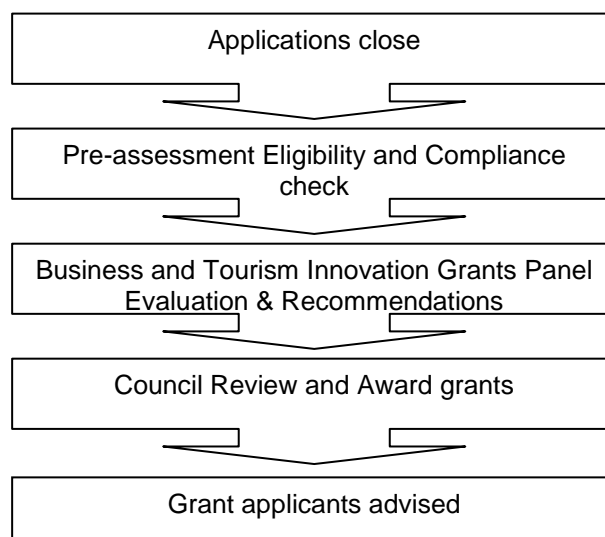 Applications close
Pre-assessment Eligibility and Compliance
check
Business and Tourism Innovation Grants Panel
Evaluation & Recommendations
Council Review and Award grants
Grant applicants advised